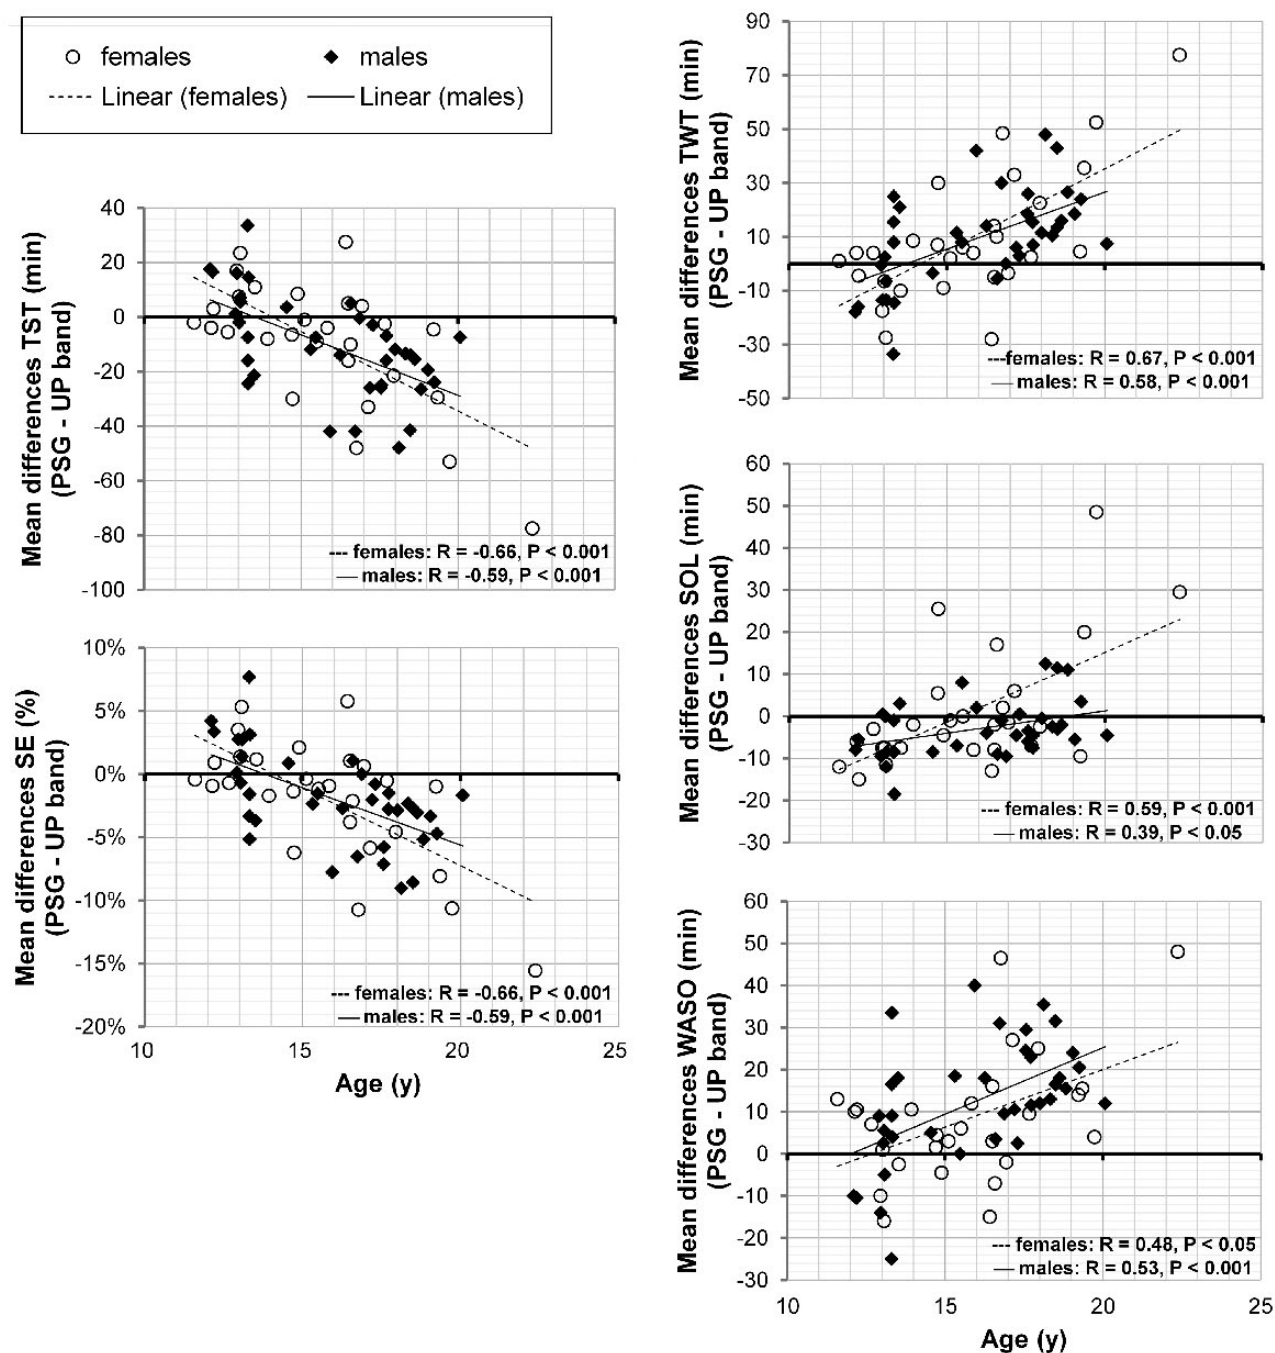 females males
Linear (females) Linear (males)
Mean differences TST (min)
(PSG - UP band)
40
20
0
-20
-40
-60
-80
-100
females: R = -0.66, P < 0.001
males: R = -0.59, P < 0.001
Mean differences SE (%)
(PSG - UP band)
10%
5%
0%
-5%
-10%
-15%
-20%
females: R = -0.66, P < 0.001
males: R = -0.59, P < 0.001
10 15 20 25
Age (y)
Mean differences TWT (min)
(PSG - UP band)
90
70
50
30
10
-10
-30
-50
females: R = 0.67, P < 0.001
males: R = 0.58, P < 0.001
Mean differences SOL (min)
(PSG - UP band)
60
50
40
30
20
10
0
-10
-20
-30
females: R = 0.59, P < 0.001
males: R = 0.39, P < 0.05
Mean differences WASO (min)
(PSG - UP band)
60
50
40
30
20
10
0
-10
-20
-30
females: R = 0.48, P < 0.05
males: R = 0.53, P < 0.001
10 15 20 25
Age (y)